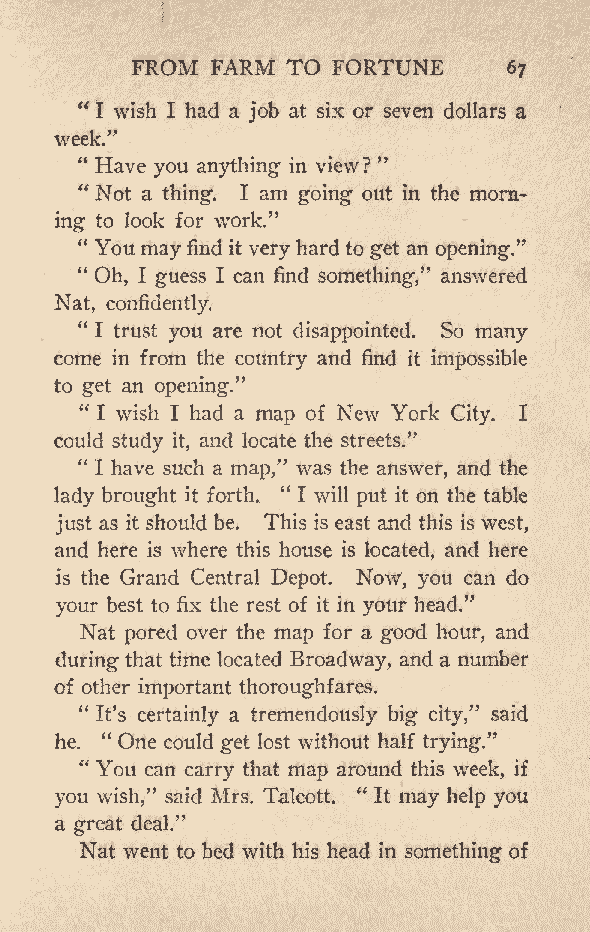 FROM FARM TO FORTUNE 67
“ I wish I had a job at six or seven dollars a
week.”
“ Have you anything in view? ”
“ Not a thing. I am going out in the morn-
ing to look for work.”
“ You may find it very hard to get an opening.”
“ Oh, I guess I can find something,” answered
Nat, confidently.
“ I trust you are not disappointed. So many
come in from the country and find it impossible
to get an opening.”
“ I wish I had a map of New York City. I
could study it, and locate the streets.”
“ I have such a map,” was the answer, and the
lady brought it forth. “ I will put it on the table
just as it should be. This is east and this is west,
and here is where this house is located, and here
is the Grand Central Depot. Now, you can do
your best to fix the rest of it in your head.”
Nat pored over the map for a good hour, and
during that time located Broadway, and a number
of other important thoroughfares.
“ It’s certainly a tremendously big city,” said
he. “ One could get lost without half trying.”
“ You can carry that map around this week, if
you wish,” said Mrs. Talcott. “ It may help you
a great deal.”
Nat went to bed with his head in something of